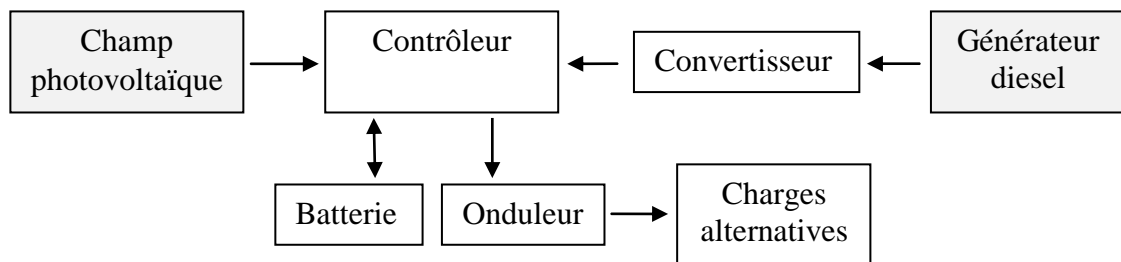 Champ
photovoltaïque
Contrôleur
Convertisseur
Générateur
diesel
Batterie
Onduleur
Charges
alternatives